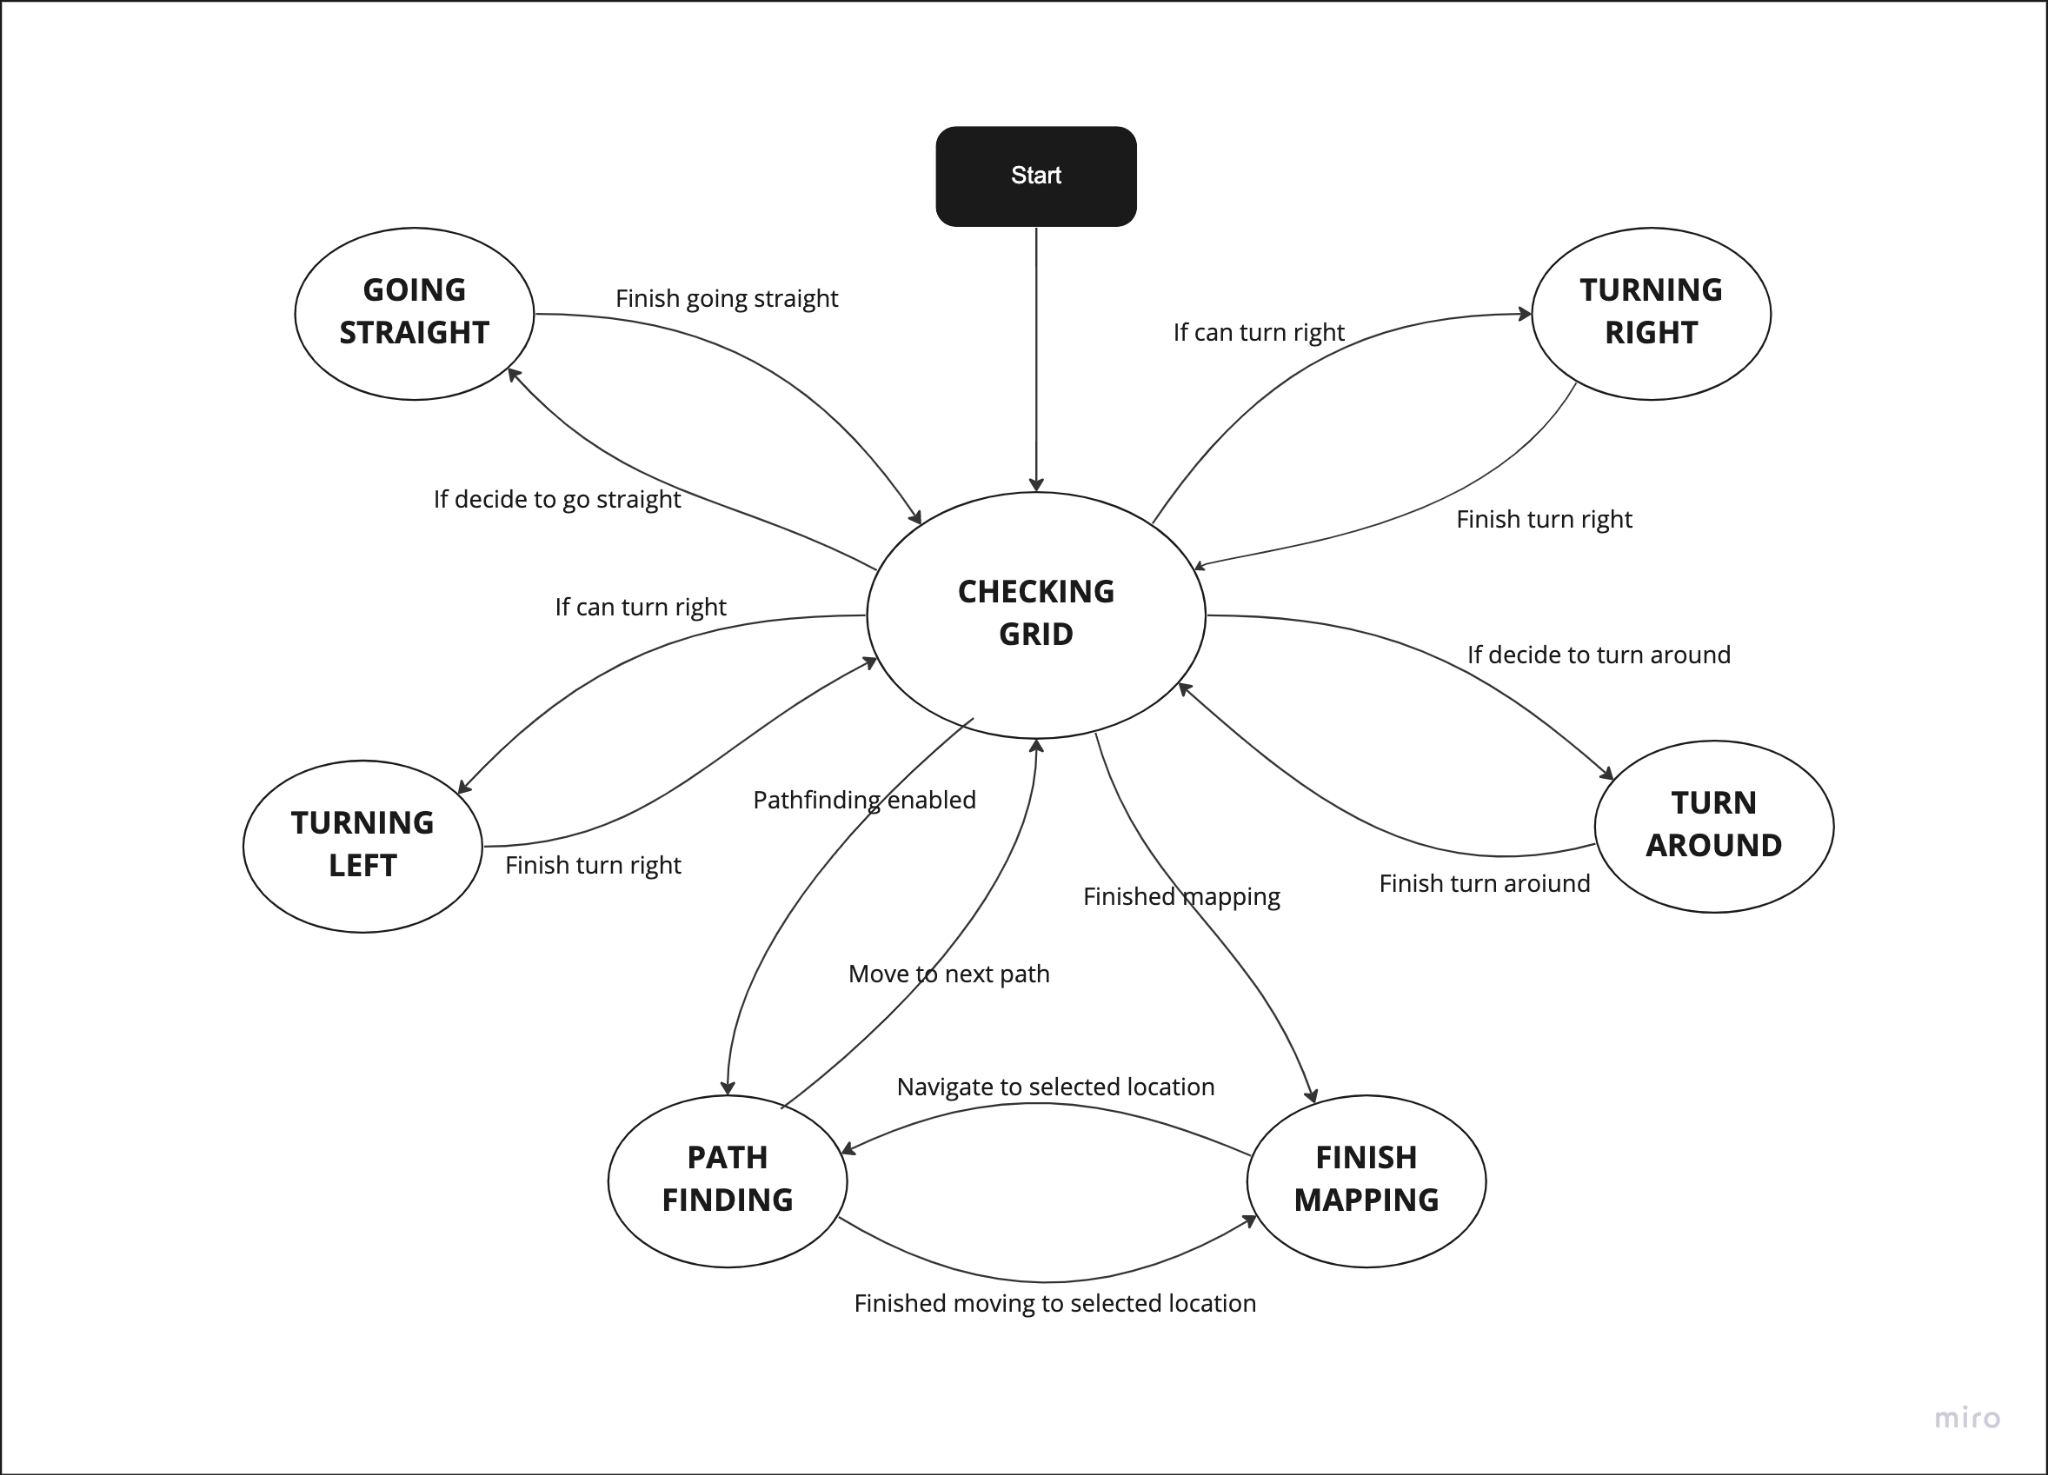 Start
GOING
STRAIGHT
Finish going straight
If can turn right
TURNING
RIGHT
If decide to go straight
Finish turn right
CHECKING
GRID
If can turn right
If decide to turn around
TURNING
LEFT
Finish turn right
Pathfinding enabled
TURN
AROUND
Finish turn aroiund
Finished mapping
Move to next path
Navigate to selected location
PATH
FINDING
FINISH
MAPPING
Finished moving to selected location
miro